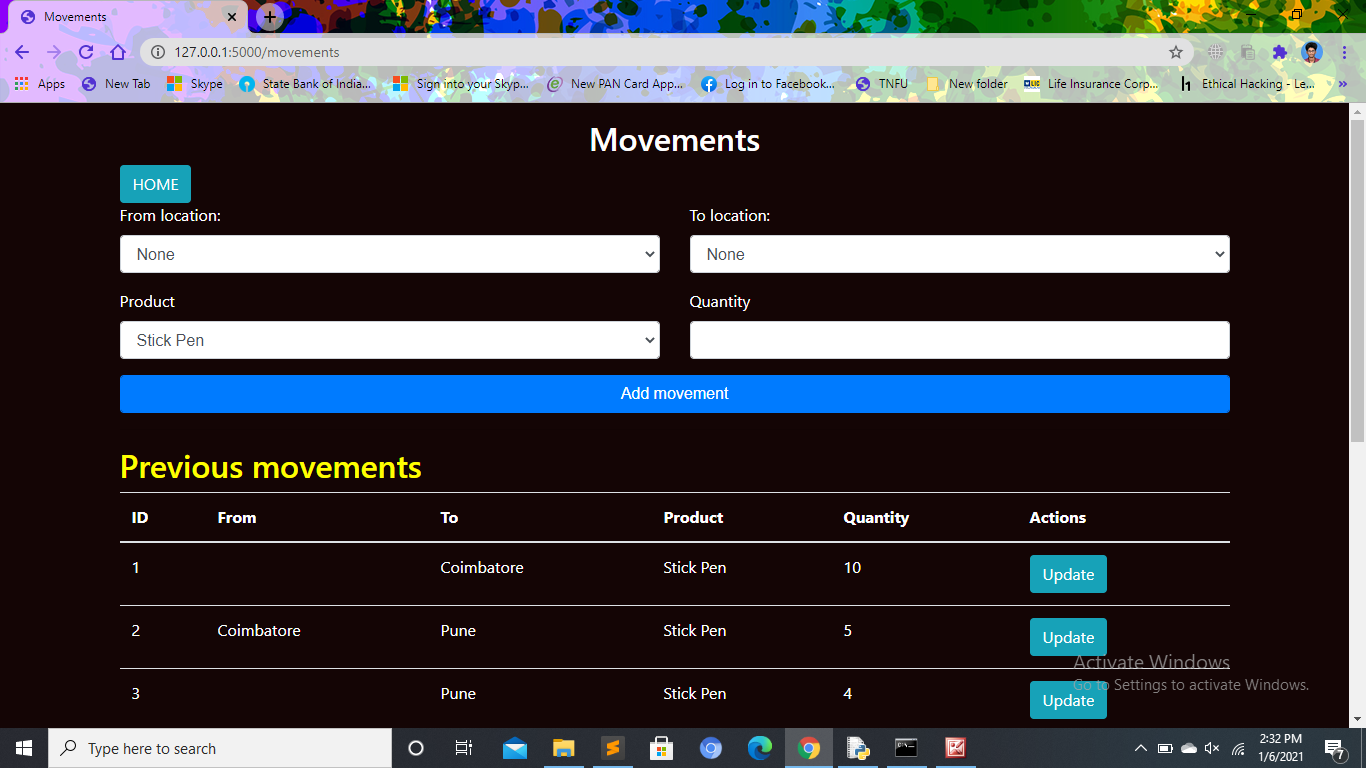 Movements
127.0.0.1:5000/movements
Apps New Tab Skype State Bank of India... Sign into your Skyp... New PAN Card App... Log in to Facebook... TNFU New folder Life Insurance Corp... Ethical Hacking - Le... »
Movements
HOME
From location: To location:
None None
Product Quantity
Stick Pen
Add movement
Previous movements
ID From To Product Quantity Actions
1 Coimbatore Stick Pen 10 Update
2 Coimbatore Pune Stick Pen 5 Update
3 Pune Stick Pen 4 Update
Activate Windows
Go to Settings to activate Windows.
Type here to search
2:32 PM
1/6/2021
7